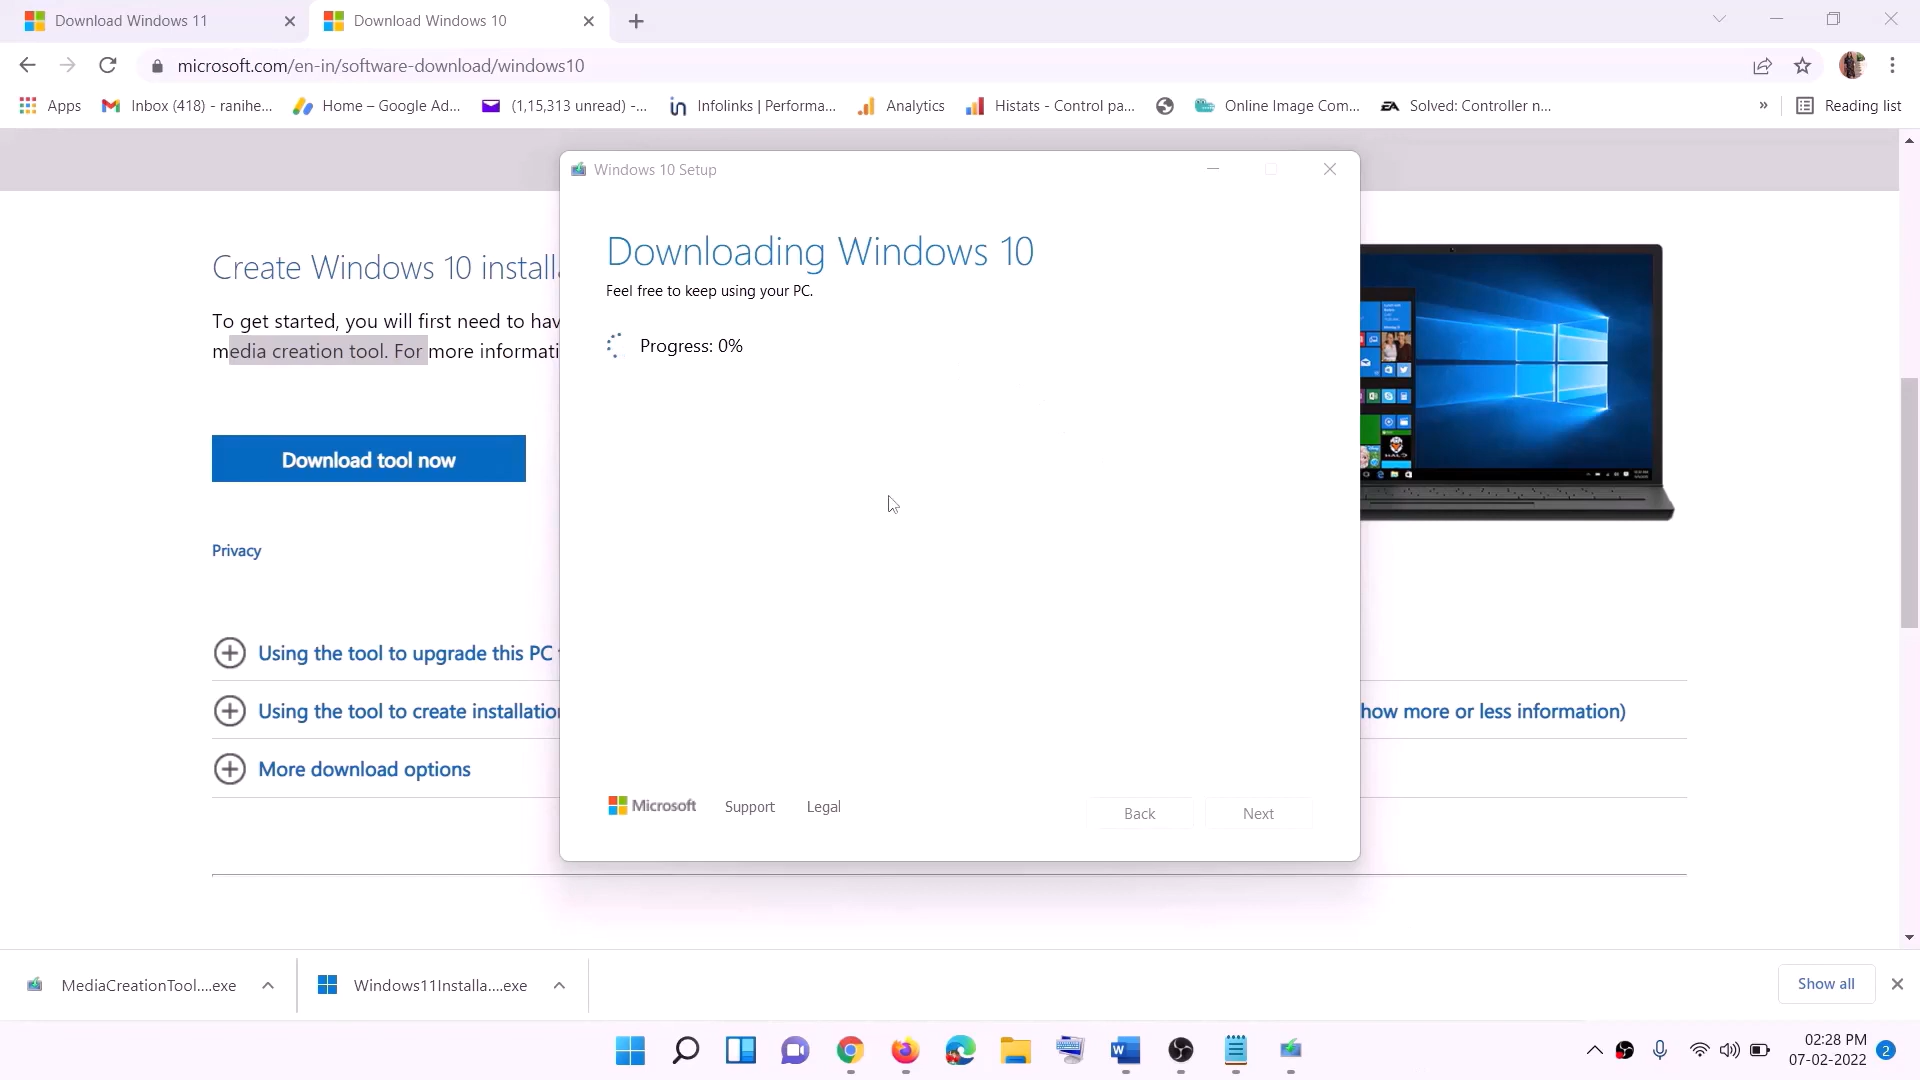 Download Windows 11
Download Windows 10
microsoft.com/en-in/software-download/windows10
Apps
Inbox (418) - ranihe...
Home – Google Ad...
(1,15,313 unread) -...
Infolinks | Performa...
Analytics
Histats - Control pa...
Online Image Com...
Solved: Controller n...
»
Reading list
Windows 10 Setup
Downloading Windows 10
Feel free to keep using your PC.
Progress: 0%
Create Windows 10 install
To get started, you will first need to hav
media creation tool. For more informati
Download tool now
Privacy
Using the tool to upgrade this PC
Using the tool to create installation
how more or less information)
More download options
Microsoft
Support
Legal
Back
Next
MediaCreationTool....exe
Windows11Installa....exe
Show all
02:28 PM
07-02-2022
2